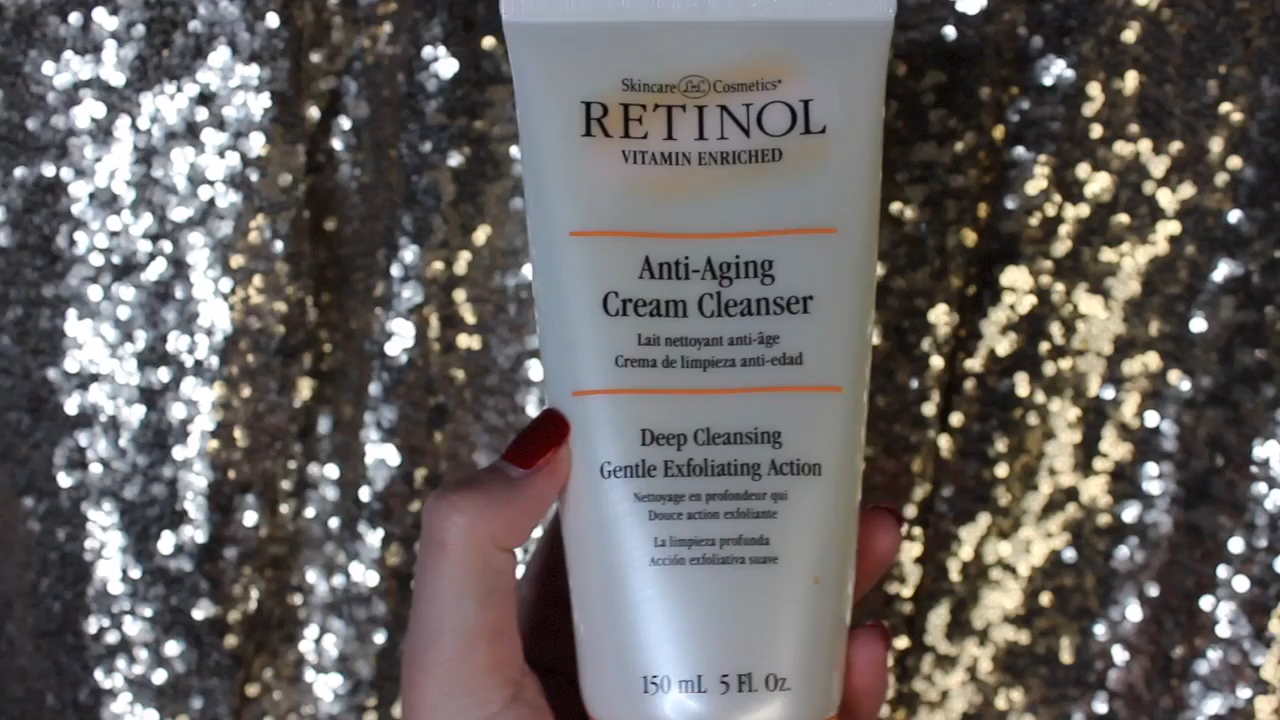 Skincare L&C Cosmetics*
RETINOL
VITAMIN ENRICHED
Anti-Aging
Cream Cleanser
Lait nettoyant anti-âge
Crema de limpieza anti-edad
Deep Cleansing
Gentle Exfoliating Action
Nettoyage en profondeur qui
Douce action exfoliante
La limpieza profunda
Acción exfoliativa suave
150 mL 5 Fl. Oz.